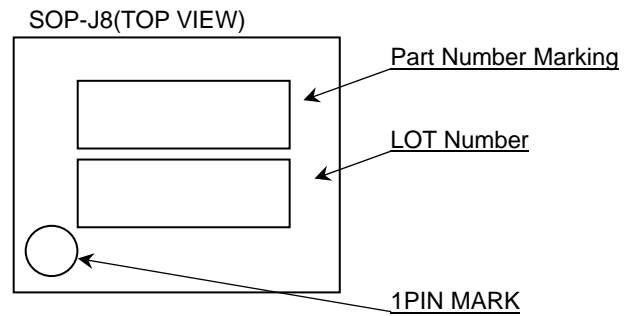 SOP-J8(TOP VIEW)
Part Number Marking
LOT Number
1PIN MARK